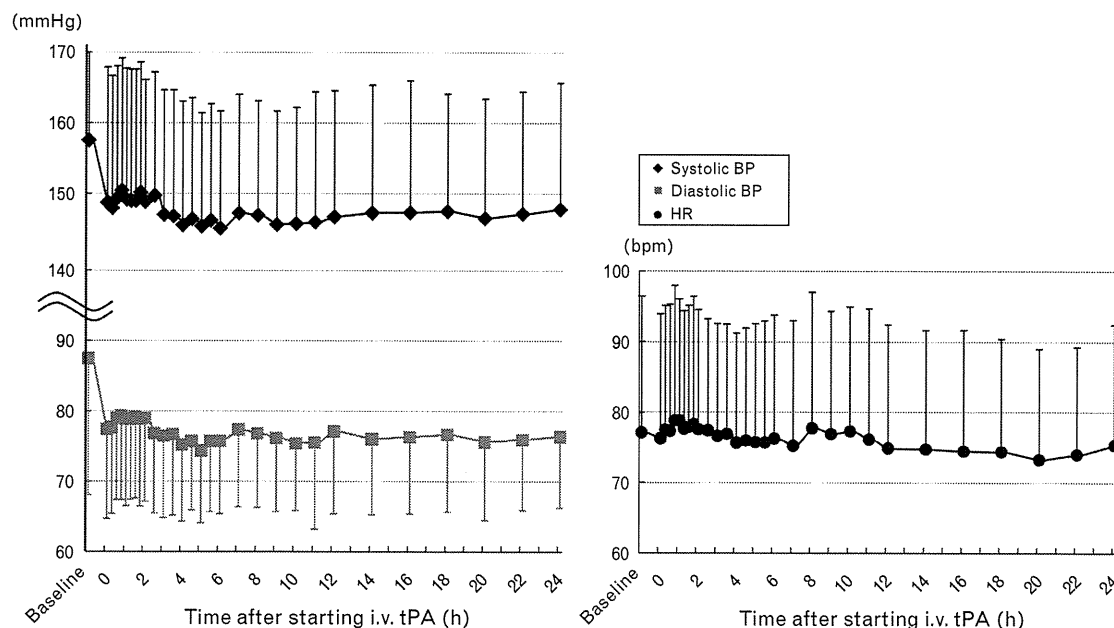 (mmHg)
170
160
150
140
90
80
70
60
Baseline 0 2 4 6 8 10 12 14 16 18 20 22 24
Time after starting i.v. tPA (h)
Systolic BP
Diastolic BP
HR
(bpm)
100
90
80
70
60
Baseline 0 2 4 6 8 10 12 14 16 18 20 22 24
Time after starting i.v. tPA (h)